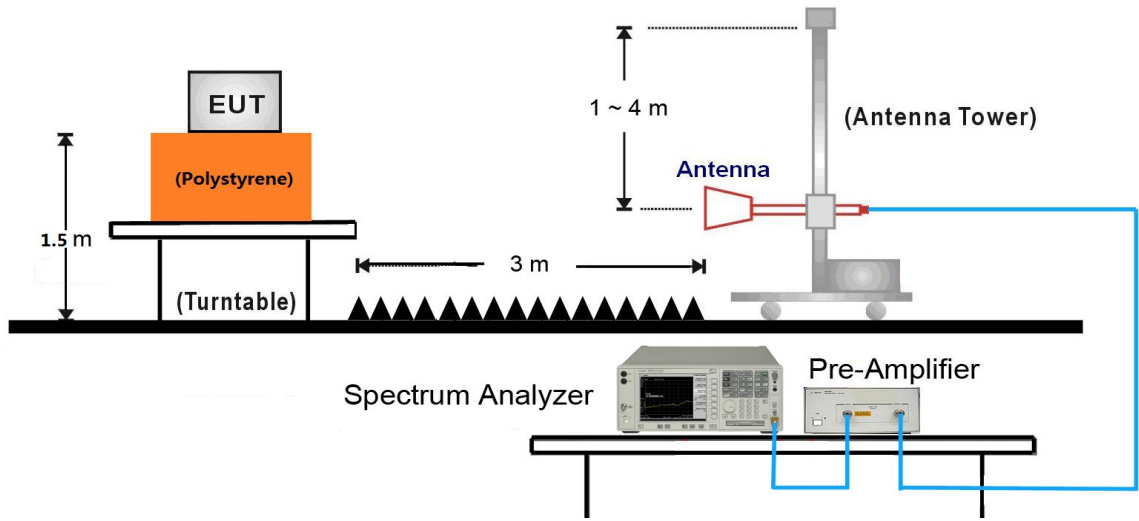 EUT
(Polystyrene)
1.5 m
(Turntable)
3 m
1 ~ 4 m
Antenna
(Antenna Tower)
Spectrum Analyzer
Pre-Amplifier